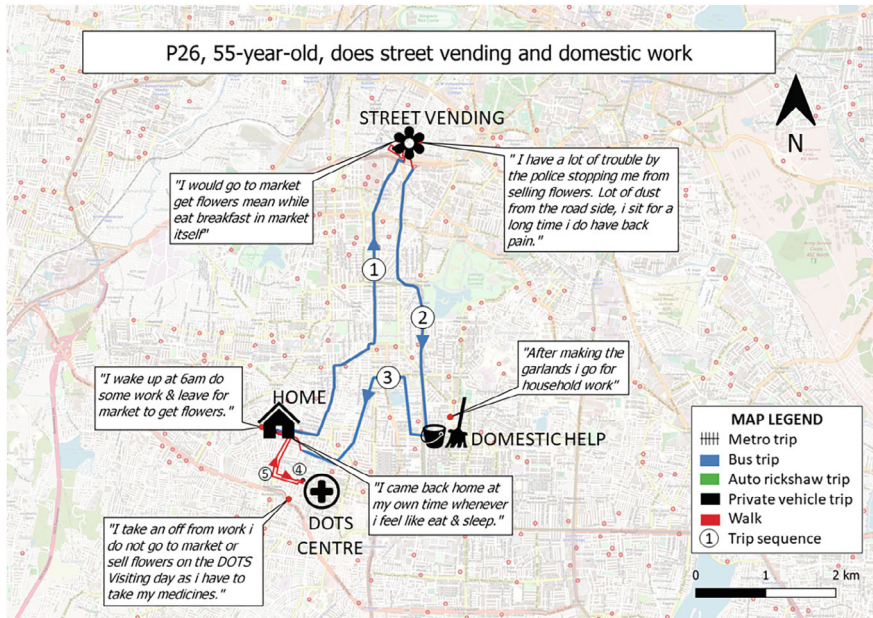 P26, 55-year-old, does street vending and domestic work
STREET VENDING
N
"I would go to market
get flowers mean while
eat breakfast in market
itself"
" I have a lot of trouble by
the police stopping me from
selling flowers. Lot of dust
from the road side, i sit for a
long time i do have back
pain."
1
2
3
"After making the
garlands i go for
household work"
"I wake up at 6am do
some work & leave for
market to get flowers."
HOME
DOMESTIC HELP
5
4
DOTS
CENTRE
"I came back home at
my own time whenever
i feel like eat & sleep."
"I take an off from work i
do not go to market or
sell flowers on the DOTS
Visiting day as i have to
take my medicines."
MAP LEGEND
Metro trip
Bus trip
Auto rickshaw trip
Private vehicle trip
Walk
1 Trip sequence
0 1 2 km